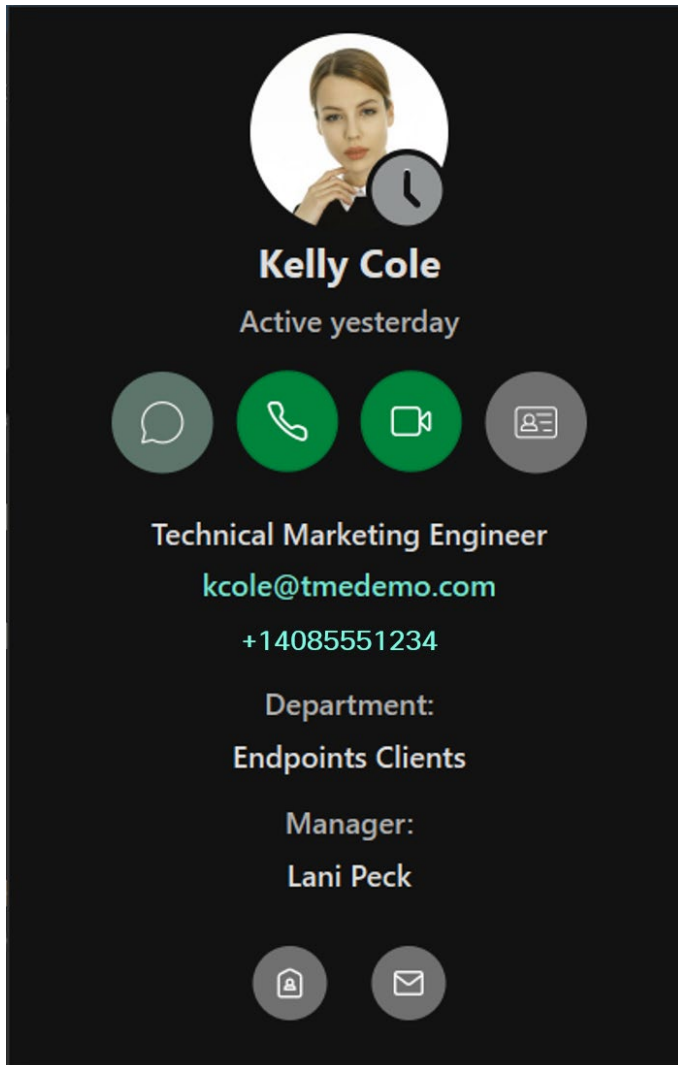 Kelly Cole
Active yesterday
Technical Marketing Engineer
kcole@tmedemo.com
+14085551234
Department:
Endpoints Clients
Manager:
Lani Peck